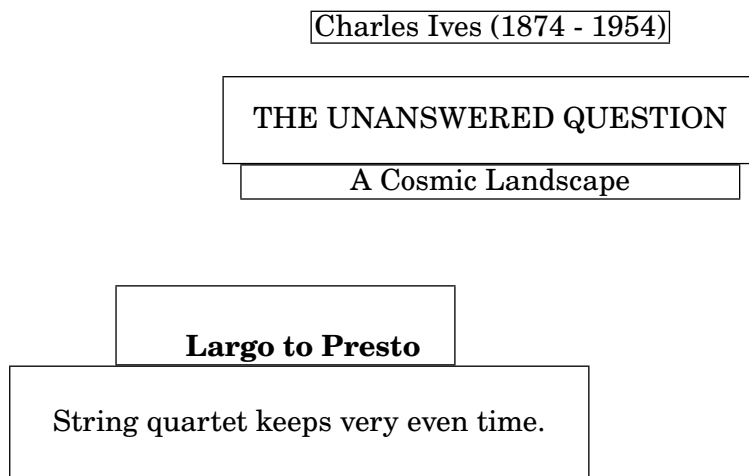 Charles Ives (1874 - 1954)
THE UNANSWERED QUESTION
A Cosmic Landscape
Largo to Presto
String quartet keeps very even time.